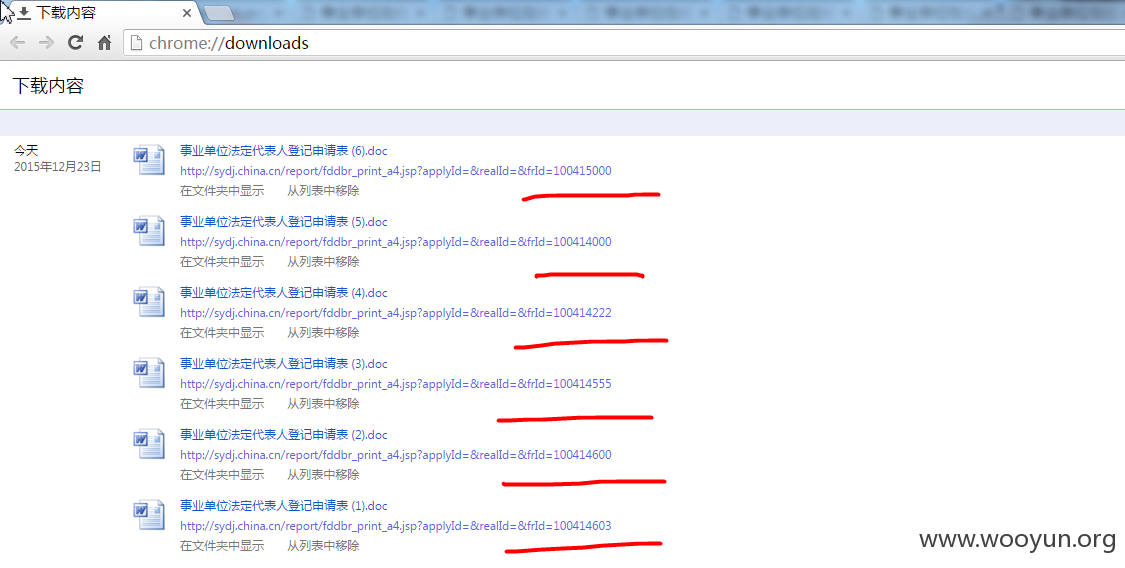 下载内容
chrome://downloads
下载内容
今天
2015年12月23日
事业单位法定代表人登记申请表 (6).doc
http://sydj.china.cn/report/fddbr_print_a4.jsp?applyId=&realId=&frId=100415000
在文件夹中显示 从列表中移除
事业单位法定代表人登记申请表 (5).doc
http://sydj.china.cn/report/fddbr_print_a4.jsp?applyId=&realId=&frId=100414000
在文件夹中显示 从列表中移除
事业单位法定代表人登记申请表 (4).doc
http://sydj.china.cn/report/fddbr_print_a4.jsp?applyId=&realId=&frId=100414222
在文件夹中显示 从列表中移除
事业单位法定代表人登记申请表 (3).doc
http://sydj.china.cn/report/fddbr_print_a4.jsp?applyId=&realId=&frId=100414555
在文件夹中显示 从列表中移除
事业单位法定代表人登记申请表 (2).doc
http://sydj.china.cn/report/fddbr_print_a4.jsp?applyId=&realId=&frId=100414600
在文件夹中显示 从列表中移除
事业单位法定代表人登记申请表 (1).doc
http://sydj.china.cn/report/fddbr_print_a4.jsp?applyId=&realId=&frId=100414603
在文件夹中显示 从列表中移除
www.wooyun.org